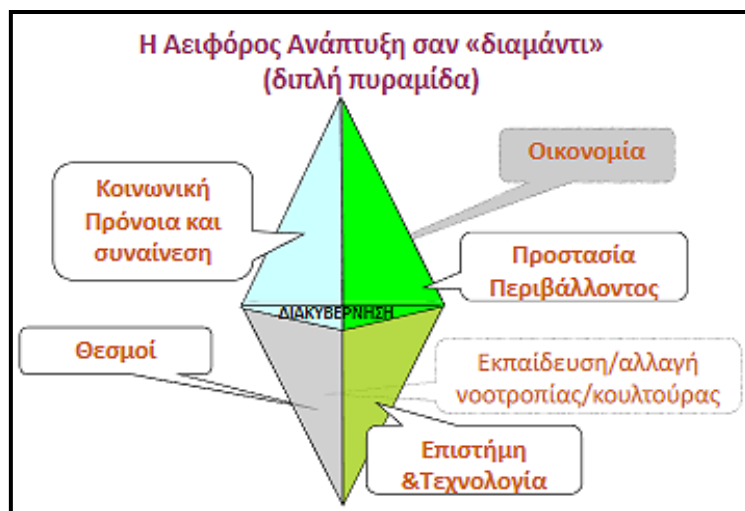 Η Αειφόρος Ανάπτυξη σαν «διαμάντι»
(διπλή πυραμίδα)
Οικονομία
Κοινωνική
Πρόνοια και
συναίνεση
Προστασία
Περιβάλλοντος
ΔΙΑΚΥΒΕΡΝΗΣΗ
Θεσμοί
Εκπαίδευση/αλλαγή
νοοτροπίας/κουλτούρας
Επιστήμη
&Τεχνολογία